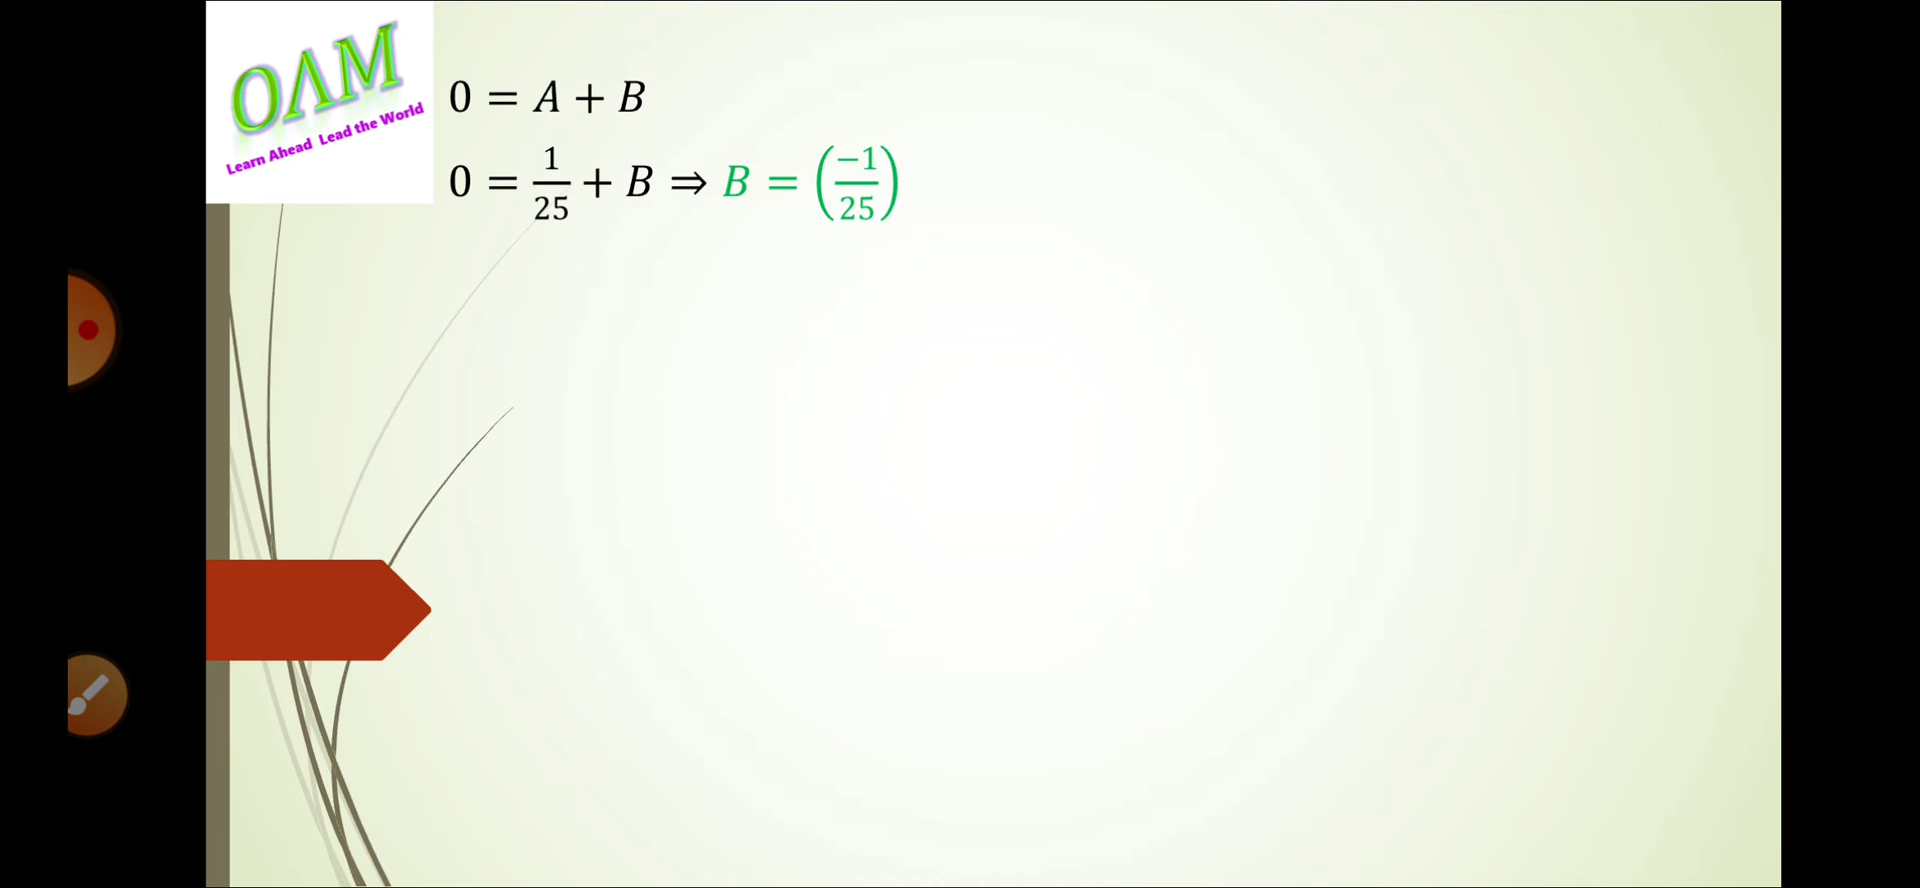 OΛM
Learn Ahead Lead the World
0 = A + B
0 = 1/25 + B ⇒ B = (−1/25)